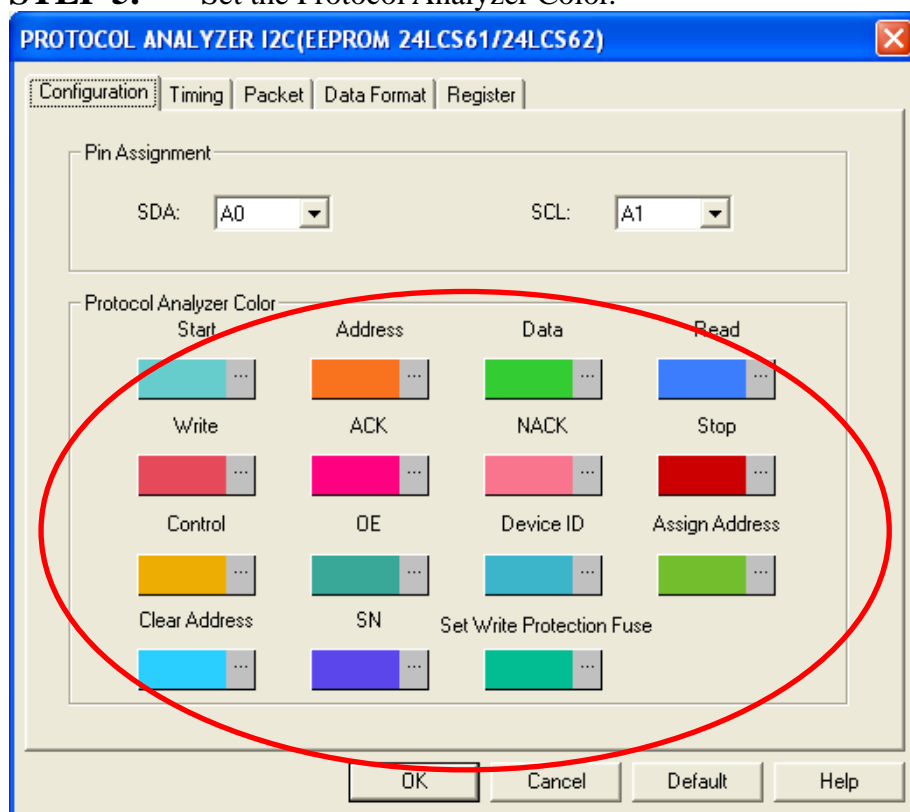 STEP 3. Set the Protocol Analyzer Color.
PROTOCOL ANALYZER I2C(EEPROM 24LCS61/24LCS62)
Configuration Timing Packet Data Format Register
Pin Assignment
SDA: A0 SCL: A1
Protocol Analyzer Color
Start Address Data Read
... ... ... ...
Write ACK NACK Stop
... ... ... ...
Control OE Device ID Assign Address
... ... ... ...
Clear Address SN Set Write Protection Fuse
... ... ...
OK Cancel Default Help